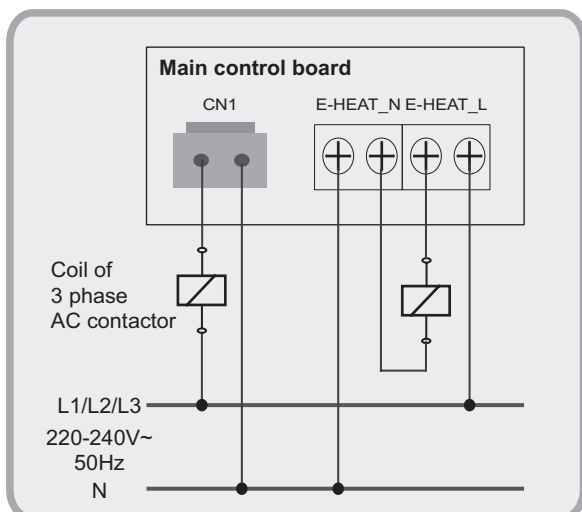 Main control board
CN1
E-HEAT_N E-HEAT_L
Coil of
3 phase
AC contactor
L1/L2/L3
220-240V~
50Hz
N